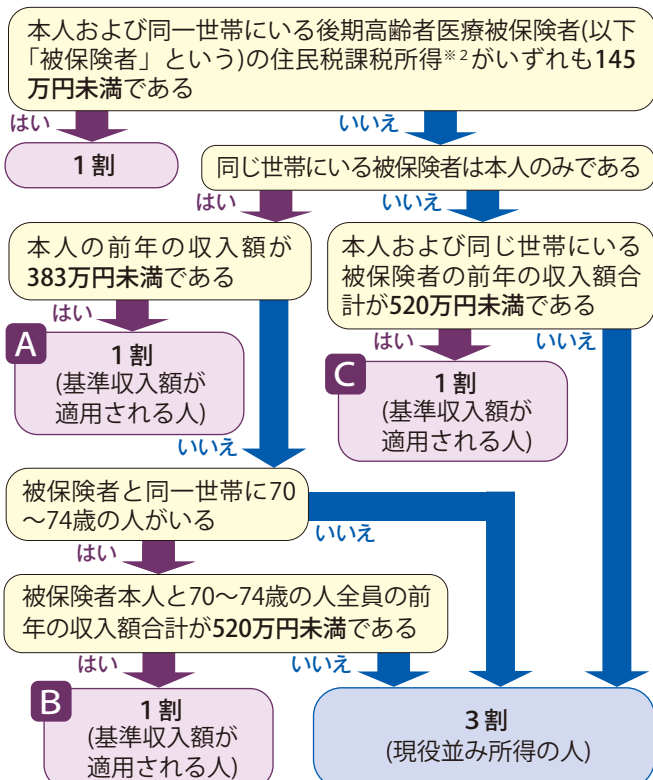 本人および同一世帯にいる後期高齢者医療被保険者(以下
「被保険者」という)の住民税課税所得※2がいずれも145
万円未満である
はい
いいえ
1割
同じ世帯にいる被保険者は本人のみである
はい
いいえ
本人の前年の収入額が
383万円未満である
本人および同じ世帯にいる
被保険者の前年の収入額合
計が520万円未満である
はい
はい
いいえ
A
1割
(基準収入額が
適用される人)
C
1割
(基準収入額が
適用される人)
いいえ
被保険者と同一世帯に70
～74歳の人がいる
いいえ
はい
被保険者本人と70～74歳の人全員の前
年の収入額合計が520万円未満である
はい
いいえ
B
1割
(基準収入額が
適用される人)
3割
(現役並み所得の人)